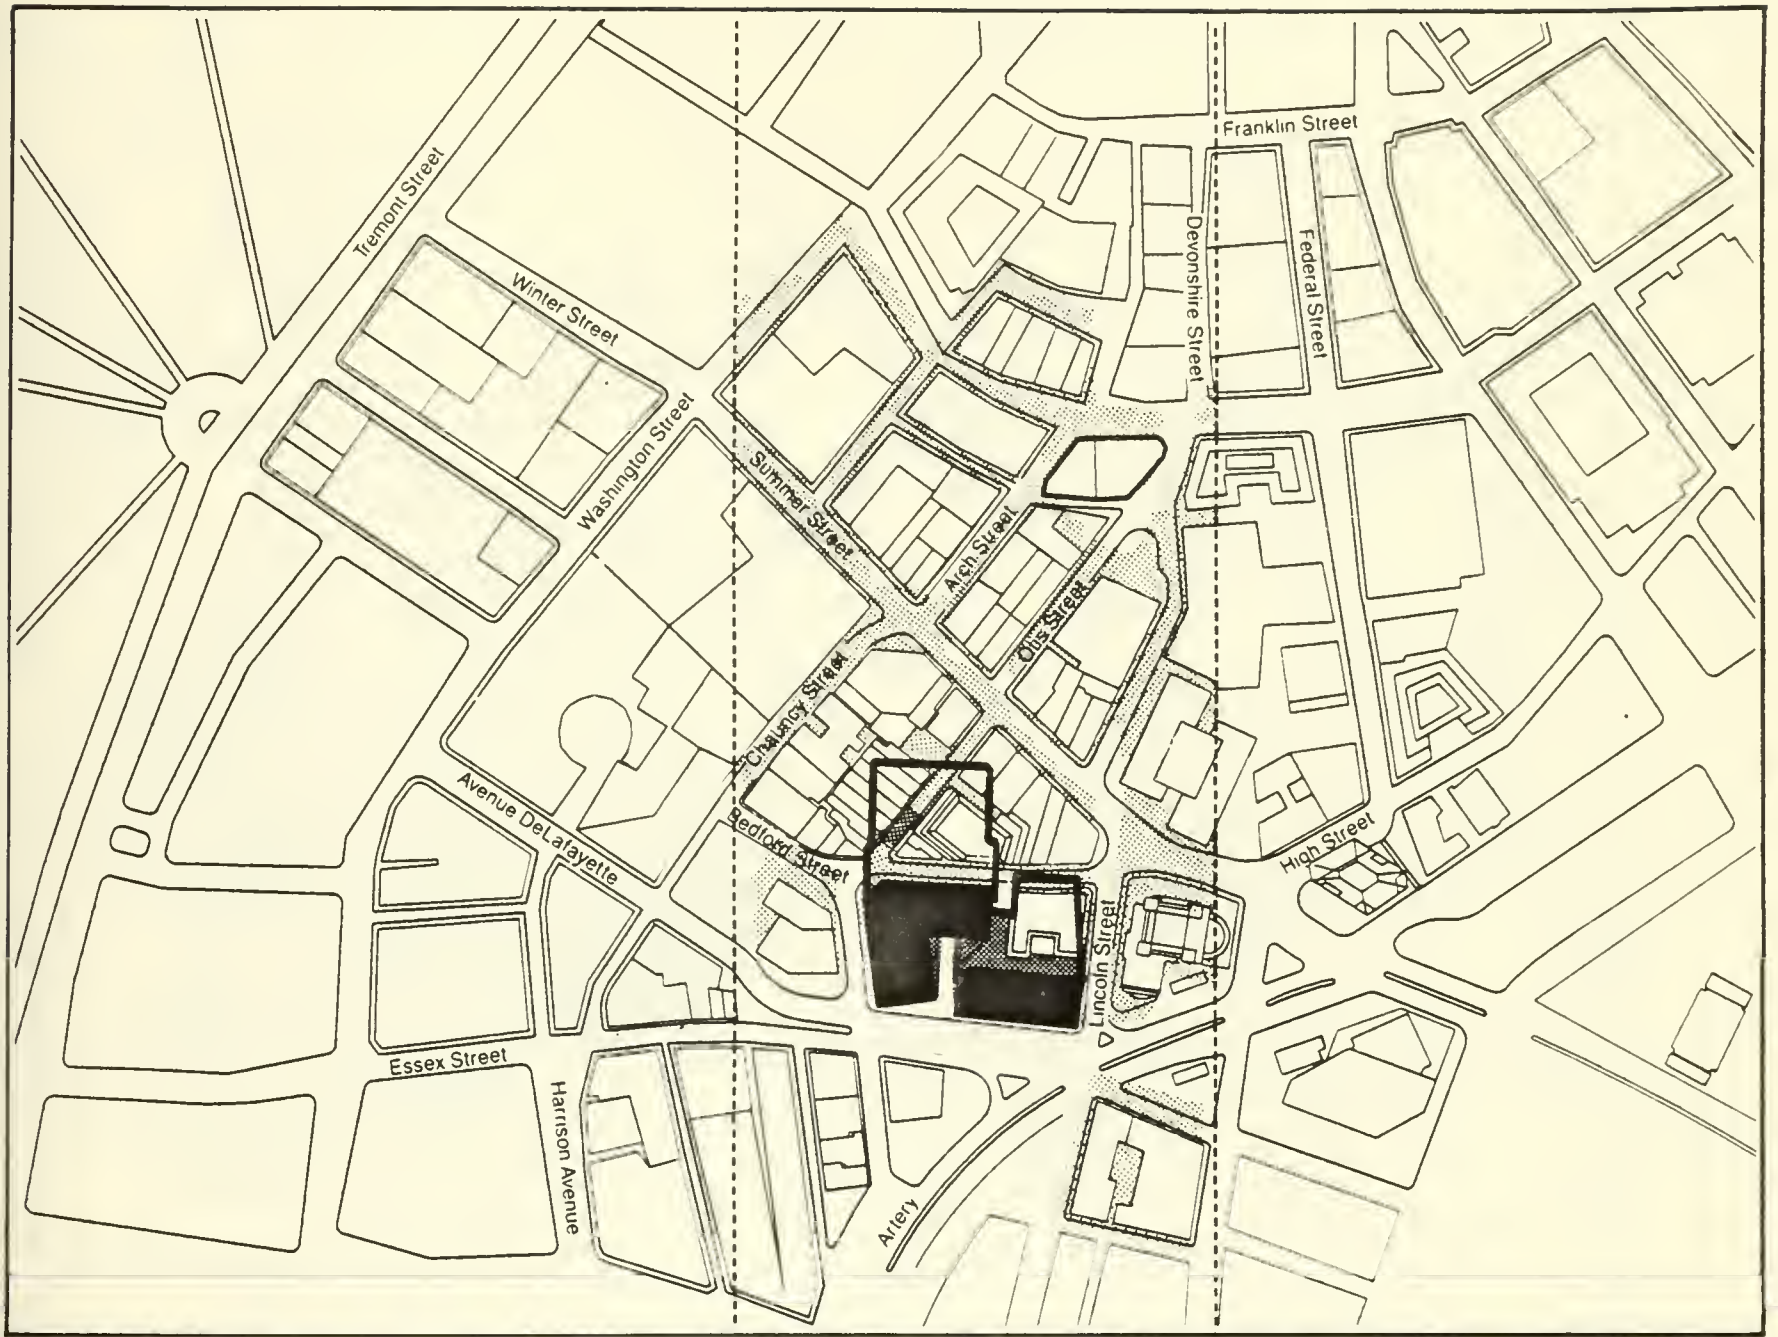 Franklin Street
Tremont Street
Winter Street
Devonshire Street
Federal Street
Washington Street
Summer Street
Arch Street
Otis Street
Chauncy Street
Avenue DeLafayette
Bedford Street
High Street
Lincoln Street
Essex Street
Harrison Avenue
Artery